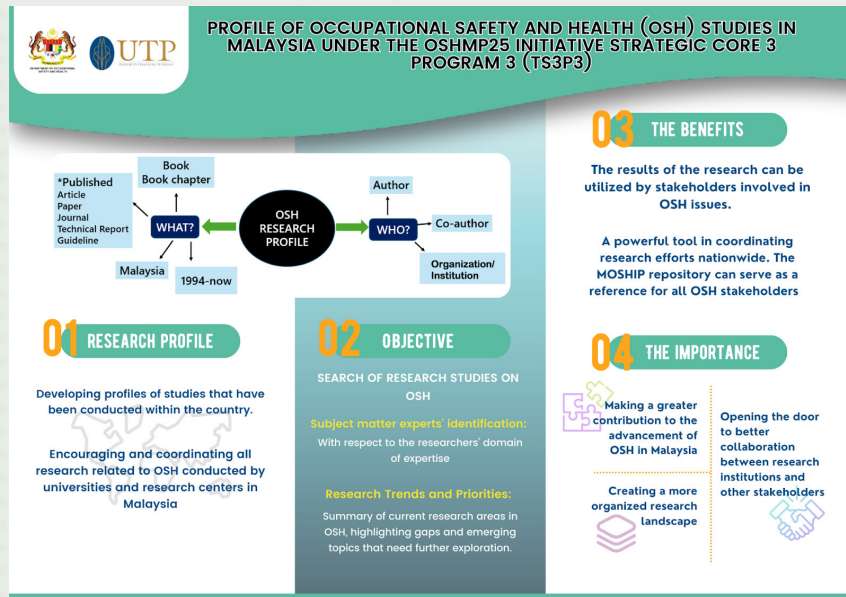 PROFILE OF OCCUPATIONAL SAFETY AND HEALTH (OSH) STUDIES IN
MALAYSIA UNDER THE OSHMP25 INITIATIVE STRATEGIC CORE 3
PROGRAM 3 (TS3P3)
DEPARTMENT OF OCCUPATIONAL
SAFETY AND HEALTH
UTP
UNIVERSITI TEKNOLOGI PETRONAS
*Published
Article
Paper
Journal
Technical Report
Guideline
Book
Book chapter
WHAT?
Malaysia
1994-now
OSH
RESEARCH
PROFILE
WHO?
Author
Co-author
Organization/
Institution
01 RESEARCH PROFILE
Developing profiles of studies that have
been conducted within the country.
Encouraging and coordinating all
research related to OSH conducted by
universities and research centers in
Malaysia
02 OBJECTIVE
SEARCH OF RESEARCH STUDIES ON
OSH
Subject matter experts' identification:
With respect to the researchers' domain
of expertise
Research Trends and Priorities:
Summary of current research areas in
OSH, highlighting gaps and emerging
topics that need further exploration.
03 THE BENEFITS
The results of the research can be
utilized by stakeholders involved in
OSH issues.
A powerful tool in coordinating
research efforts nationwide. The
MOSHIP repository can serve as a
reference for all OSH stakeholders
04 THE IMPORTANCE
Making a greater
contribution to the
advancement of
OSH in Malaysia
Creating a more
organized research
landscape
Opening the door
to better
collaboration
between research
institutions and
other stakeholders